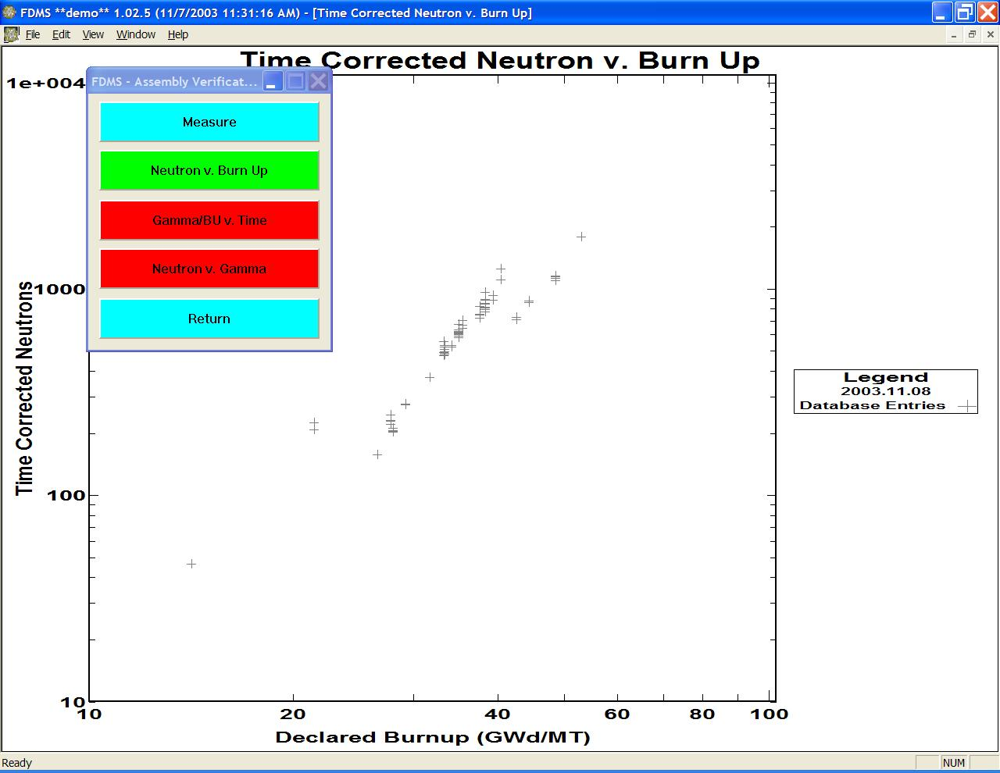 FDMS **demo** 1.02.5 (11/7/2003 11:31:16 AM) - [Time Corrected Neutron v. Burn Up]
File Edit View Window Help
Time Corrected Neutron v. Burn Up
FDMS - Assembly Verificat...
Measure
Neutron v. Burn Up
Gamma/BU v. Time
Neutron v. Gamma
Return
1e+004
1000
100
10
Time Corrected Neutrons
10 20 40 60 80 100
Declared Burnup (GWd/MT)
Legend
2003.11.08
Database Entries
Ready NUM